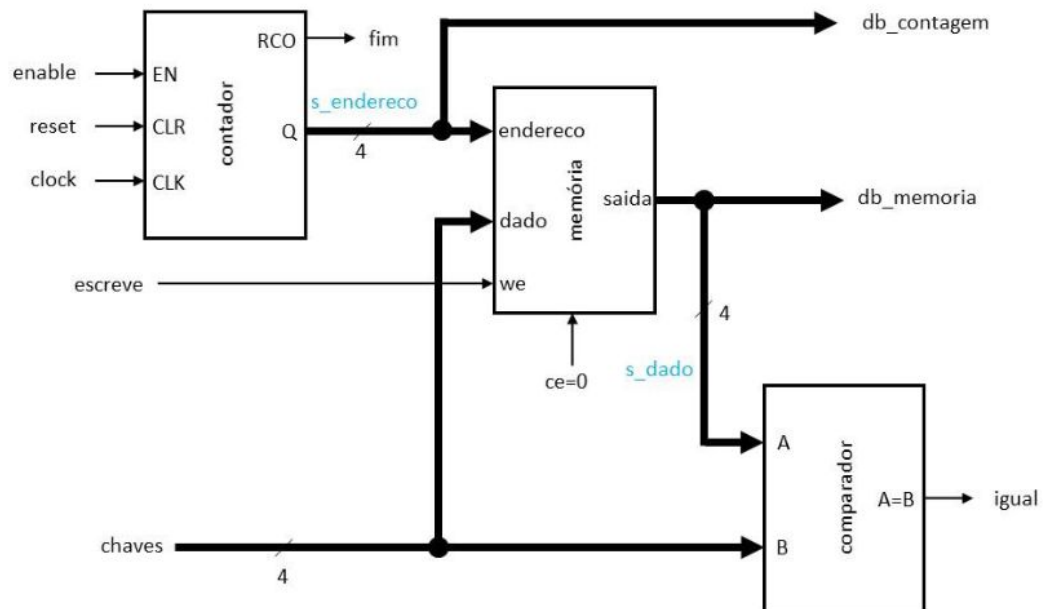 RCO
fim
db_contagem
enable
EN
s_endereco
reset
CLR
contador
Q
endereco
4
clock
CLK
saida
db_memoria
dado
memória
escreve
we
4
ce=0
s_dado
A
comparador
A=B
igual
chaves
B
4